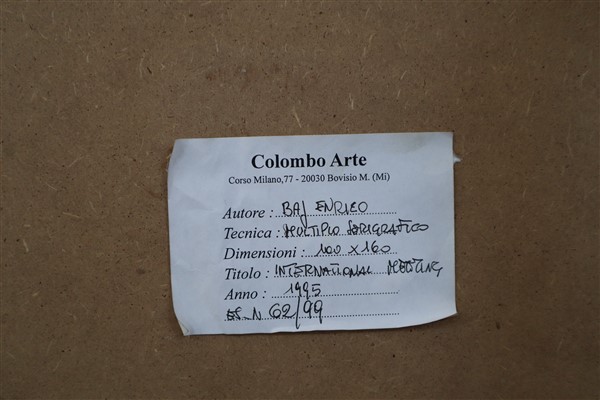 Colombo Arte
Corso Milano,77 - 20030 Bovisio M. (Mi)
Autore : BAJ ENRICO
Tecnica : MULTIPLO SERIGRAFICO
Dimensioni : 100 x 160
Titolo : INTERNATIONAL MEETING
Anno : 1995
ES. N 62/99